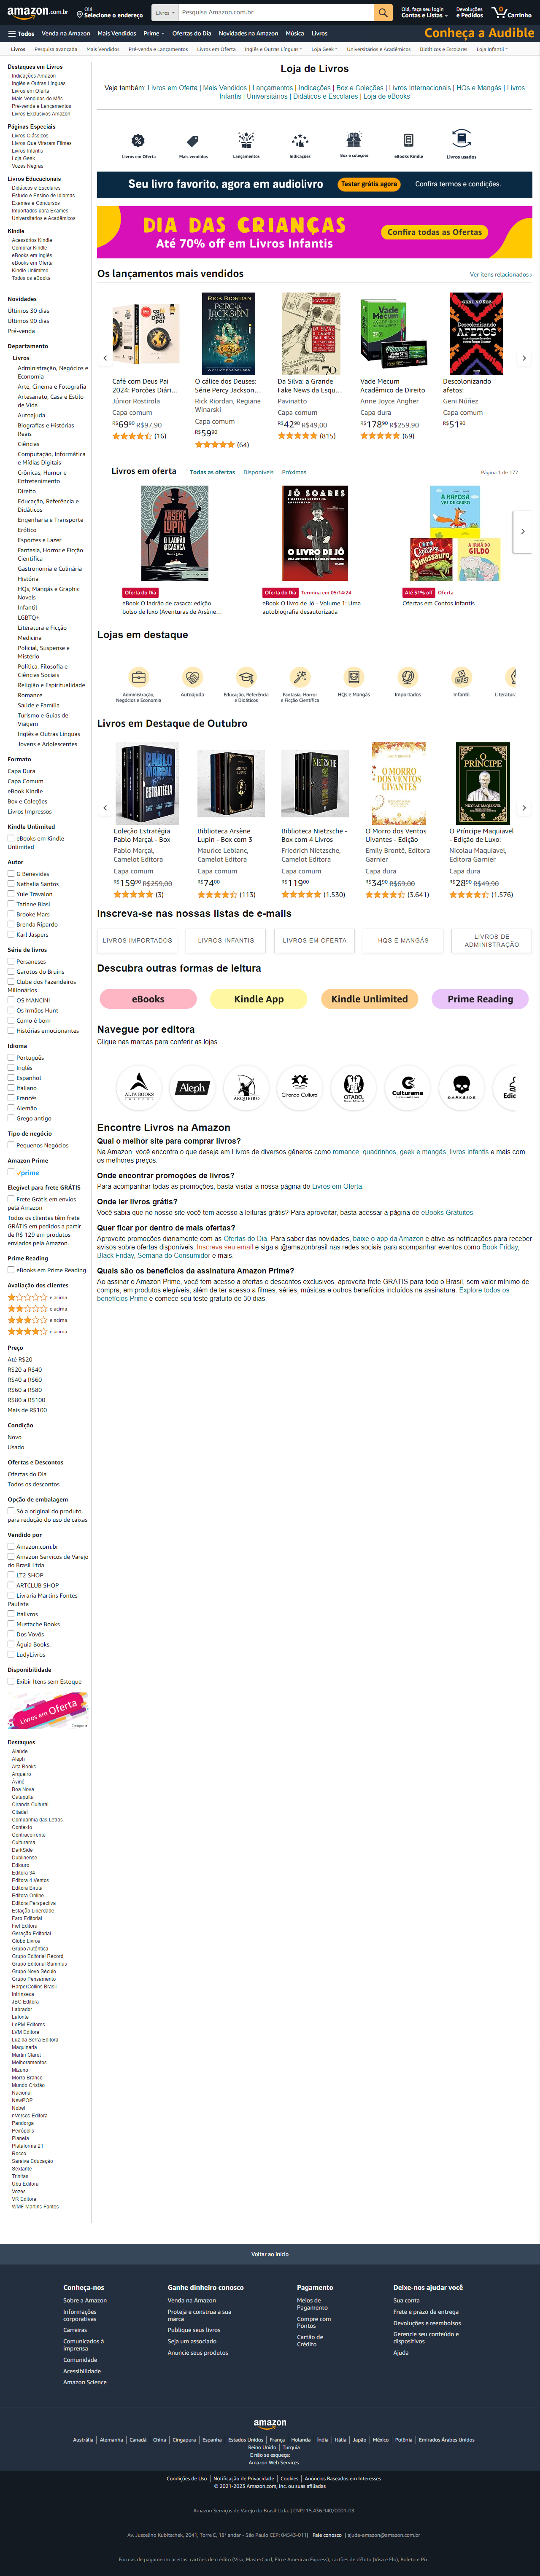 amazon.com.br
Olá
Selecione o endereço
Livros
Pesquisa Amazon.com.br
Olá, faça seu login
Contas e Listas
Devoluções
e Pedidos
0
Carrinho
Todos
Venda na Amazon
Mais Vendidos
Prime
Ofertas do Dia
Novidades na Amazon
Música
Livros
Conheça a Audible
Livros
Pesquisa avançada
Mais Vendidos
Pré-venda e Lançamentos
Livros em Oferta
Inglês e Outras Línguas
Loja Geek
Universitários e Acadêmicos
Didáticos e Escolares
Loja Infantil
Destaques em Livros
Indicações Amazon
Inglês e Outras Línguas
Livros em Oferta
Mais Vendidos do Mês
Pré-venda e Lançamentos
Livros Exclusivos Amazon
Páginas Especiais
Livros Clássicos
Livros Que Viraram Filmes
Livros Infantis
Loja Geek
Vozes Negras
Livros Educacionais
Didáticos e Escolares
Estudo e Ensino de Idiomas
Exames e Concursos
Importados para Exames
Universitários e Acadêmicos
Kindle
Acessórios Kindle
Comprar Kindle
eBooks em Inglês
eBooks em Oferta
Kindle Unlimited
Todos os eBooks
Novidades
Últimos 30 dias
Últimos 90 dias
Pré-venda
Departamento
Livros
Administração, Negócios e
Economia
Arte, Cinema e Fotografia
Artesanato, Casa e Estilo
de Vida
Autoajuda
Biografias e Histórias
Reais
Ciências
Computação, Informática
e Mídias Digitais
Crônicas, Humor e
Entretenimento
Direito
Educação, Referência e
Didáticos
Engenharia e Transporte
Erótico
Esportes e Lazer
Fantasia, Horror e Ficção
Científica
Gastronomia e Culinária
História
HQs, Mangás e Graphic
Novels
Infantil
LGBTQ+
Literatura e Ficção
Medicina
Policial, Suspense e
Mistério
Política, Filosofia e
Ciências Sociais
Religião e Espiritualidade
Romance
Saúde e Família
Turismo e Guias de
Viagem
Inglês e Outras Línguas
Jovens e Adolescentes
Formato
Capa Dura
Capa Comum
eBook Kindle
Box e Coleções
Livros Impressos
Kindle Unlimited
eBooks em Kindle
Unlimited
Autor
G Benevides
Nathalia Santos
Yule Travalon
Tatiane Biasi
Brooke Mars
Brenda Ripardo
Karl Jaspers
Série de livros
Persaneses
Garotos do Bruins
Clube dos Fazendeiros
Milionários
OS MANCINI
Os Irmãos Hunt
Como é bom
Histórias emocionantes
Idioma
Português
Inglês
Espanhol
Italiano
Francês
Alemão
Grego antigo
Tipo de negócio
Pequenos Negócios
Amazon Prime
prime
Elegível para frete GRÁTIS
Frete Grátis em envios
pela Amazon
Todos os clientes têm frete
GRÁTIS em pedidos a partir
de R$ 129 em produtos
enviados pela Amazon.
Prime Reading
eBooks em Prime Reading
Avaliação dos clientes
e acima
e acima
e acima
e acima
Preço
Até R$20
R$20 a R$40
R$40 a R$60
R$60 a R$80
R$80 a R$100
Mais de R$100
Condição
Novo
Usado
Ofertas e Descontos
Ofertas do Dia
Todos os descontos
Opção de embalagem
Só a original do produto,
para redução do uso de caixas
Vendido por
Amazon.com.br
Amazon Servicos de Varejo
do Brasil Ltda
LT2 SHOP
ARTCLUB SHOP
Livraria Martins Fontes
Paulista
Italivros
Mustache Books
Dos Vovôs
Águia Books.
LudyLivros
Disponibilidade
Exibir Itens sem Estoque
Livros em Oferta
Compre
Destaques
Alaúde
Aleph
Alta Books
Arqueiro
Âyiné
Boa Nova
Catapulta
Ciranda Cultural
Citadel
Companhia das Letras
Contexto
Contracorrente
Culturama
DarkSide
Dublinense
Ediouro
Editora 34
Editora 4 Ventos
Editora Biruta
Editora Online
Editora Perspectiva
Estação Liberdade
Faro Editorial
Fiel Editora
Geração Editorial
Globo Livros
Grupo Autêntica
Grupo Editorial Record
Grupo Editorial Summus
Grupo Novo Século
Grupo Pensamento
HarperCollins Brasil
Intrínseca
JBC Editora
Labrador
Lafonte
LePM Editores
LVM Editora
Luz da Serra Editora
Maquinaria
Martin Claret
Melhoramentos
Mizuno
Morro Branco
Mundo Cristão
Nacional
NewPOP
Nobel
nVersos Editora
Pandorga
Peirópolis
Planeta
Plataforma 21
Rocco
Saraiva Educação
Sextante
Trinitas
Ubu Editora
Vozes
VR Editora
WMF Martins Fontes
Loja de Livros
Veja também: Livros em Oferta | Mais Vendidos | Lançamentos | Indicações | Box e Coleções | Livros Internacionais | HQs e Mangás | Livros
Infantis | Universitários | Didáticos e Escolares | Loja de eBooks
Livros em Oferta
Mais vendidos
Lançamentos
Indicações
Box e coleções
eBooks Kindle
Livros usados
Seu livro favorito, agora em audiolivro
Testar grátis agora
Confira termos e condições.
DIA DAS CRIANÇAS
Até 70% off em Livros Infantis
Confira todas as Ofertas
Os lançamentos mais vendidos
Ver itens relacionados
Café com Deus Pai
2024: Porções Diári…
Júnior Rostirola
Capa comum
R$6990 R$97,90
(16)
RICK RIORDAN
PERCY JACKSON
O cálice dos Deuses:
Série Percy Jackson…
Rick Riordan, Regiane
Winarski
Capa comum
R$5990
(64)
PAVINATTO
Da Silva: a Grande
Fake News da Esqu…
Pavinatto
Capa comum
R$4290 R$49,00
(815)
Vade Mecum
Vade Mecum
Acadêmico de Direito
Anne Joyce Angher
Capa dura
R$17890 R$259,90
(69)
GENI NÚÑEZ
Descolonizando
AFETOS
Descolonizando
afetos:
Geni Núñez
Capa comum
R$5190
Livros em oferta
Todas as ofertas
Disponíveis
Próximas
Página 1 de 177
ARSÈNE LUPIN
O LADRÃO DE CASACA
Oferta do Dia
eBook O ladrão de casaca: edição
bolso de luxo (Aventuras de Arsène…
JÔ SOARES
O LIVRO DE JÔ
Oferta do Dia
Termina em 05:14:24
eBook O livro de Jô - Volume 1: Uma
autobiografia desautorizada
A RAPOSA
VAI DE CARRO
GILDO
Até 51% off
Oferta
Ofertas em Contos Infantis
Lojas em destaque
Administração,
Negócios e Economia
Autoajuda
Educação, Referência
e Didáticos
Fantasia, Horror
e Ficção Científica
HQs e Mangás
Importados
Infantil
Literatur
Livros em Destaque de Outubro
PABLO MARÇAL
ESTRATÉGIA
Coleção Estratégia
Pablo Marçal - Box
Pablo Marçal,
Camelot Editora
Capa comum
R$15990 R$259,00
(3)
Biblioteca Arsène
Lupin - Box com 3
Maurice Leblanc,
Camelot Editora
Capa comum
R$7400
(113)
NIETZSCHE
Biblioteca Nietzsche -
Box com 4 Livros
Friedrich Nietzsche,
Camelot Editora
Capa comum
R$11900
(1.530)
O MORRO
DOS VENTOS
UIVANTES
O Morro dos Ventos
Uivantes - Edição
Emily Brontë, Editora
Garnier
Capa dura
R$3490 R$69,00
(3.641)
O PRÍNCIPE
O Príncipe Maquiavel
- Edição de Luxo:
Nicolau Maquiavel,
Editora Garnier
Capa dura
R$2890 R$49,90
(1.576)
Inscreva-se nas nossas listas de e-mails
LIVROS IMPORTADOS
LIVROS INFANTIS
LIVROS EM OFERTA
HQS E MANGÁS
LIVROS DE
ADMINISTRAÇÃO
Descubra outras formas de leitura
eBooks
Kindle App
Kindle Unlimited
Prime Reading
Navegue por editora
Clique nas marcas para conferir as lojas
ALTA BOOKS
Aleph
ARQUEIRO
Ciranda Cultural
CITADEL
Culturama
DARKSIDE
Edic
Encontre Livros na Amazon
Qual o melhor site para comprar livros?
Na Amazon, você encontra o que deseja em Livros de diversos gêneros como romance, quadrinhos, geek e mangás, livros infantis e mais com
os melhores preços.
Onde encontrar promoções de livros?
Para acompanhar todas as promoções, basta visitar a nossa página de Livros em Oferta.
Onde ler livros grátis?
Você sabia que no nosso site você tem acesso a leituras grátis? Para aproveitar, basta acessar a página de eBooks Gratuitos.
Quer ficar por dentro de mais ofertas?
Aproveite promoções diariamente com as Ofertas do Dia. Para saber das novidades, baixe o app da Amazon e ative as notificações para receber
avisos sobre ofertas disponíveis. Inscreva seu email e siga a @amazonbrasil nas redes sociais para acompanhar eventos como Book Friday,
Black Friday, Semana do Consumidor e mais.
Quais são os benefícios da assinatura Amazon Prime?
Ao assinar o Amazon Prime, você tem acesso a ofertas e descontos exclusivos, aproveita frete GRÁTIS para todo o Brasil, sem valor mínimo de
compra, em produtos elegíveis, além de ter acesso a filmes, séries, músicas e outros benefícios incluídos na assinatura. Explore todos os
benefícios Prime e comece seu teste gratuito de 30 dias.
Voltar ao início
Conheça-nos
Sobre a Amazon
Informações
corporativas
Carreiras
Comunicados à
imprensa
Comunidade
Acessibilidade
Amazon Science
Ganhe dinheiro conosco
Venda na Amazon
Proteja e construa a sua
marca
Publique seus livros
Seja um associado
Anuncie seus produtos
Pagamento
Meios de
Pagamento
Compre com
Pontos
Cartão de
Crédito
Deixe-nos ajudar você
Sua conta
Frete e prazo de entrega
Devoluções e reembolsos
Gerencie seu conteúdo e
dispositivos
Ajuda
amazon
Austrália Alemanha Canadá China Cingapura Espanha Estados Unidos França Holanda Índia Itália Japão México Polônia Emirados Árabes Unidos
Reino Unido Turquia
E não se esqueça:
Amazon Web Services
Condições de Uso Notificação de Privacidade Cookies Anúncios Baseados em Interesses
© 2021-2023 Amazon.com, Inc. ou suas afiliadas
Amazon Serviços de Varejo do Brasil Ltda. | CNPJ 15.436.940/0001-03
Av. Juscelino Kubitschek, 2041, Torre E, 18° andar - São Paulo CEP: 04543-011| Fale conosco | ajuda-amazon@amazon.com.br
Formas de pagamento aceitas: cartões de crédito (Visa, MasterCard, Elo e American Express), cartões de débito (Visa e Elo), Boleto e Pix.